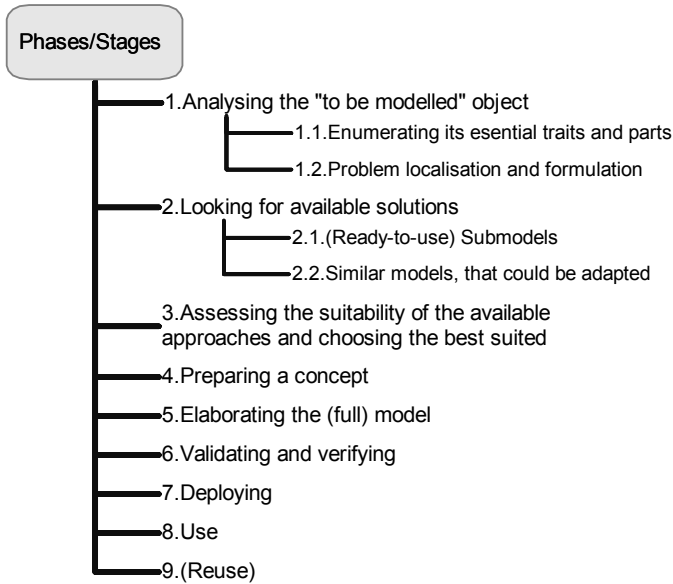 Phases/Stages
1.Analysing the "to be modelled" object
1.1.Enumerating its esential traits and parts
1.2.Problem localisation and formulation
2.Looking for available solutions
2.1.(Ready-to-use) Submodels
2.2.Similar models, that could be adapted
3.Assessing the suitability of the available
approaches and choosing the best suited
4.Preparing a concept
5.Elaborating the (full) model
6.Validating and verifying
7.Deploying
8.Use
9.(Reuse)